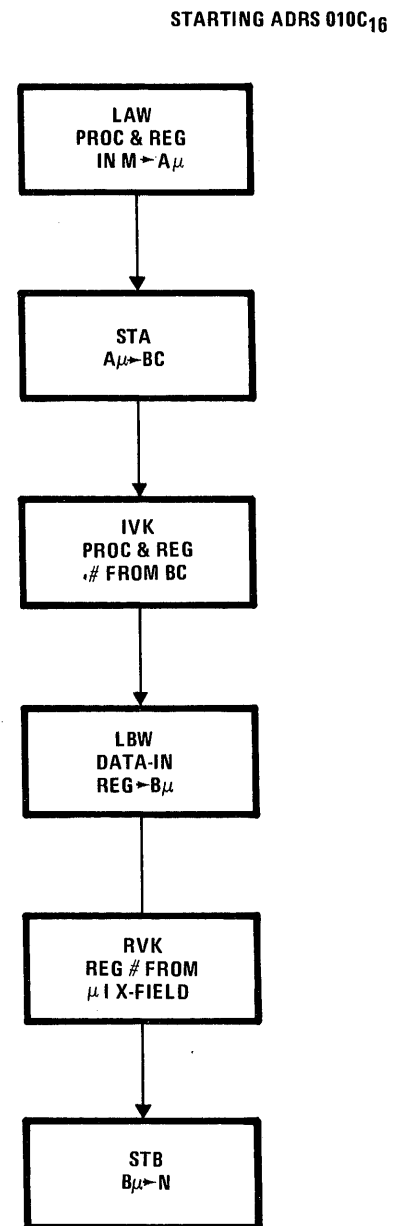 STARTING ADRS 010C16
LAW
PROC & REG
IN M→Aμ
STA
Aμ→BC
IVK
PROC & REG
# FROM BC
LBW
DATA-IN
REG→Bμ
RVK
REG # FROM
μI X-FIELD
STB
Bμ→N